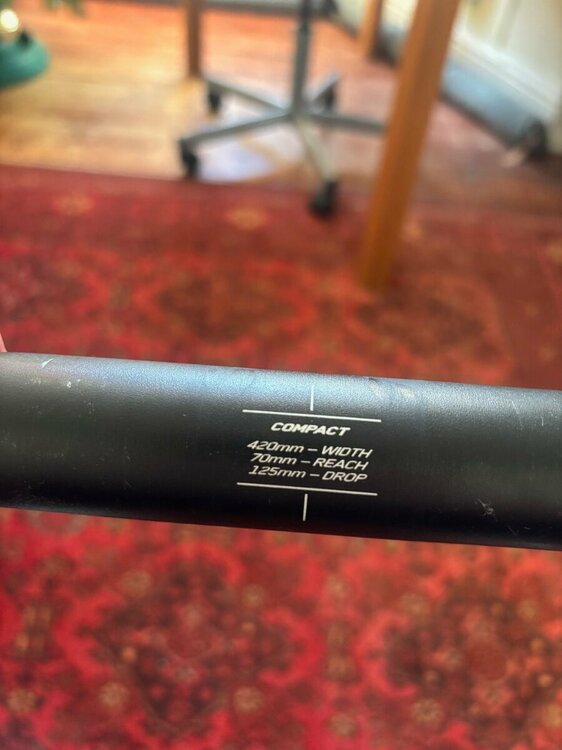 COMPACT
420mm – WIDTH
70mm – REACH
125mm – DROP